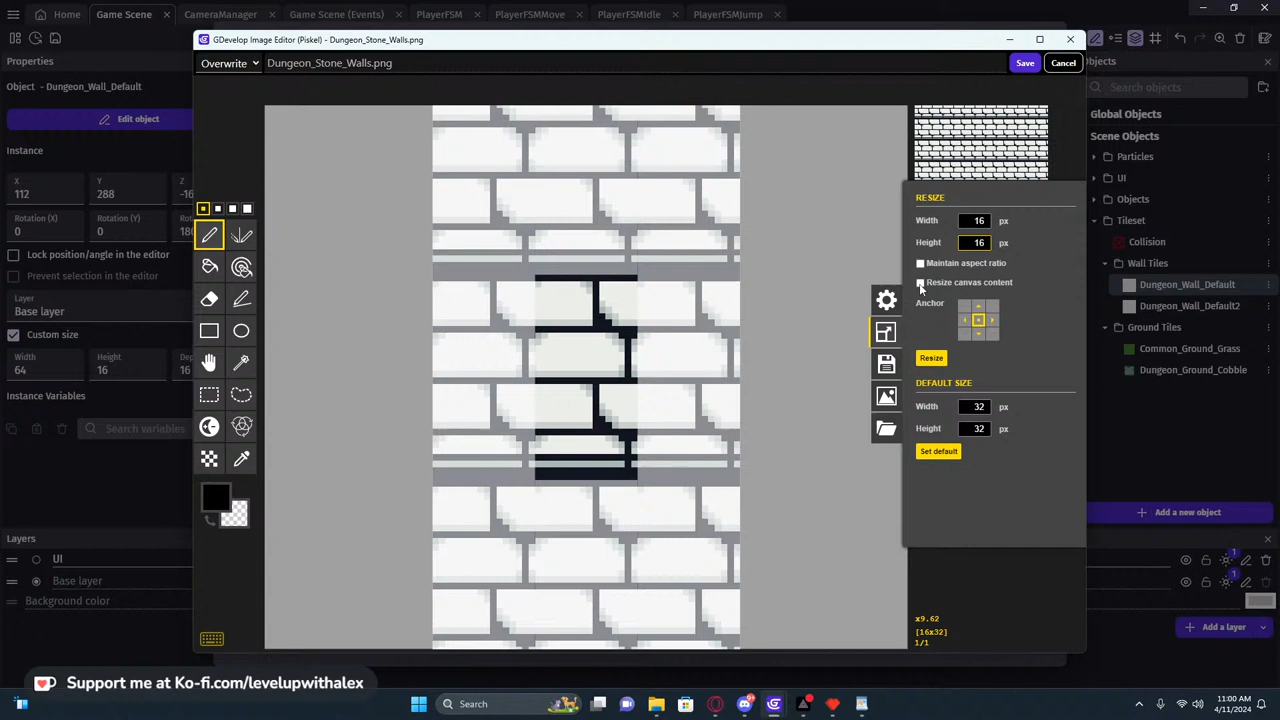 Home
Game Scene
CameraManager
Game Scene (Events)
PlayerFSM
PlayerFSMMove
PlayerFSMIdle
PlayerFSMJump
GDevelop Image Editor (Piskel) - Dungeon_Stone_Walls.png
Properties
Objects
Overwrite
Dungeon_Stone_Walls.png
Save
Cancel
Object - Dungeon_Wall_Default
Edit object
Search objects
Global Objects
Scene Objects
Instance
Particles
UI
Objects
Tileset
Collision
Wall Tiles
Dungeon_Wall_Default
Dungeon_Wall_Default2
Ground Tiles
Common_Ground_Grass
Dungeon_Ground_Cobble
X
112
Y
288
Z
-16
Rotation (X)
0
Rotation (Y)
0
180
Lock position/angle in the editor
Prevent selection in the editor
Layer
Base layer
Custom size
Width
64
Height
16
16
Instance Variables
Search variables
RESIZE
Width 16 px
Height 16 px
Maintain aspect ratio
Resize canvas content
Anchor
Resize
DEFAULT SIZE
Width 32 px
Height 32 px
Set default
Add a new object
Layers
UI
Base layer
Background color
1
1
x9.62
[16x32]
1/1
Add a layer
Support me at Ko-fi.com/levelupwithalex
Search
11:00 AM
4/11/2024